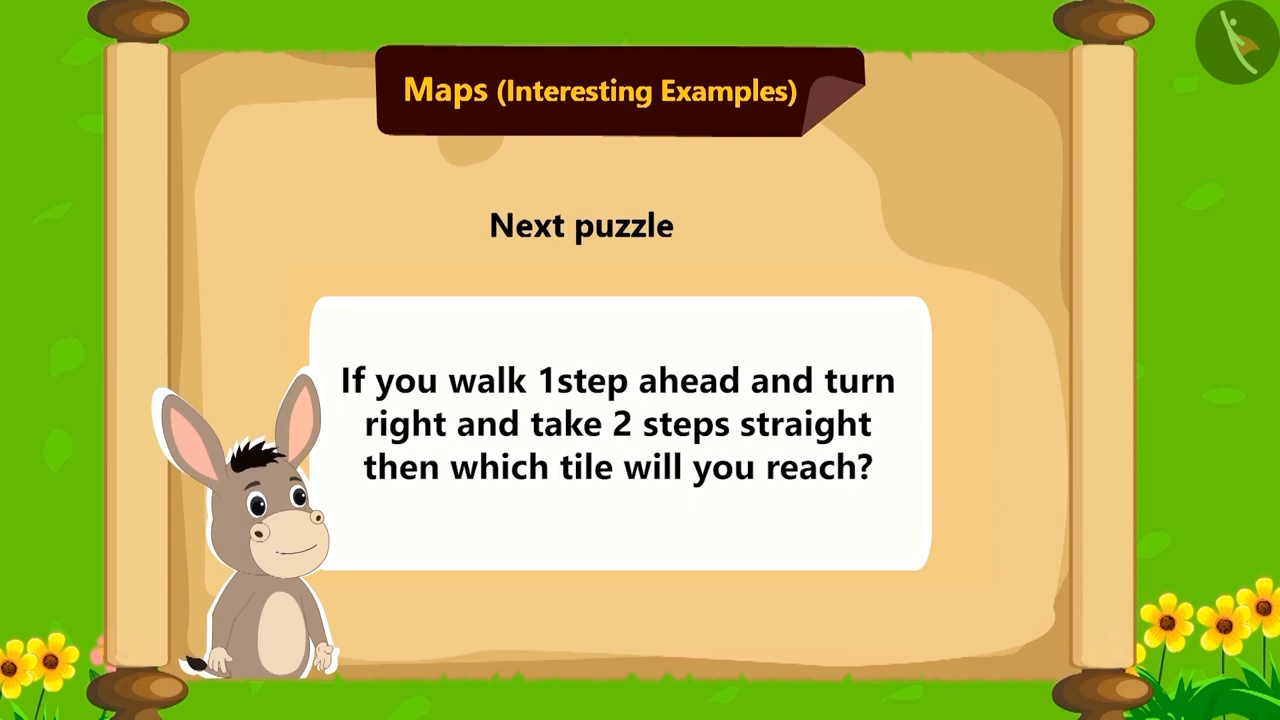 Maps (Interesting Examples)
Next puzzle
If you walk 1step ahead and turn
right and take 2 steps straight
then which tile will you reach?